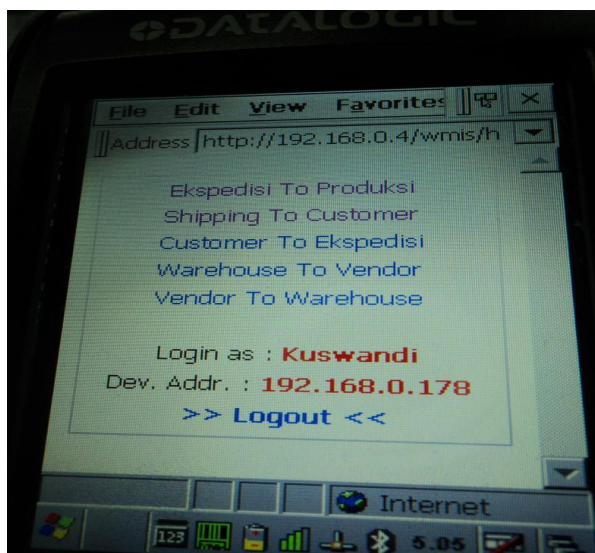 DATALOGIC
File Edit View Favorites
Address http://192.168.0.4/wmis/h
Ekspedisi To Produksi
Shipping To Customer
Customer To Ekspedisi
Warehouse To Vendor
Vendor To Warehouse
Login as : Kuswandi
Dev. Addr. : 192.168.0.178
>> Logout <<
Internet
123 5.05